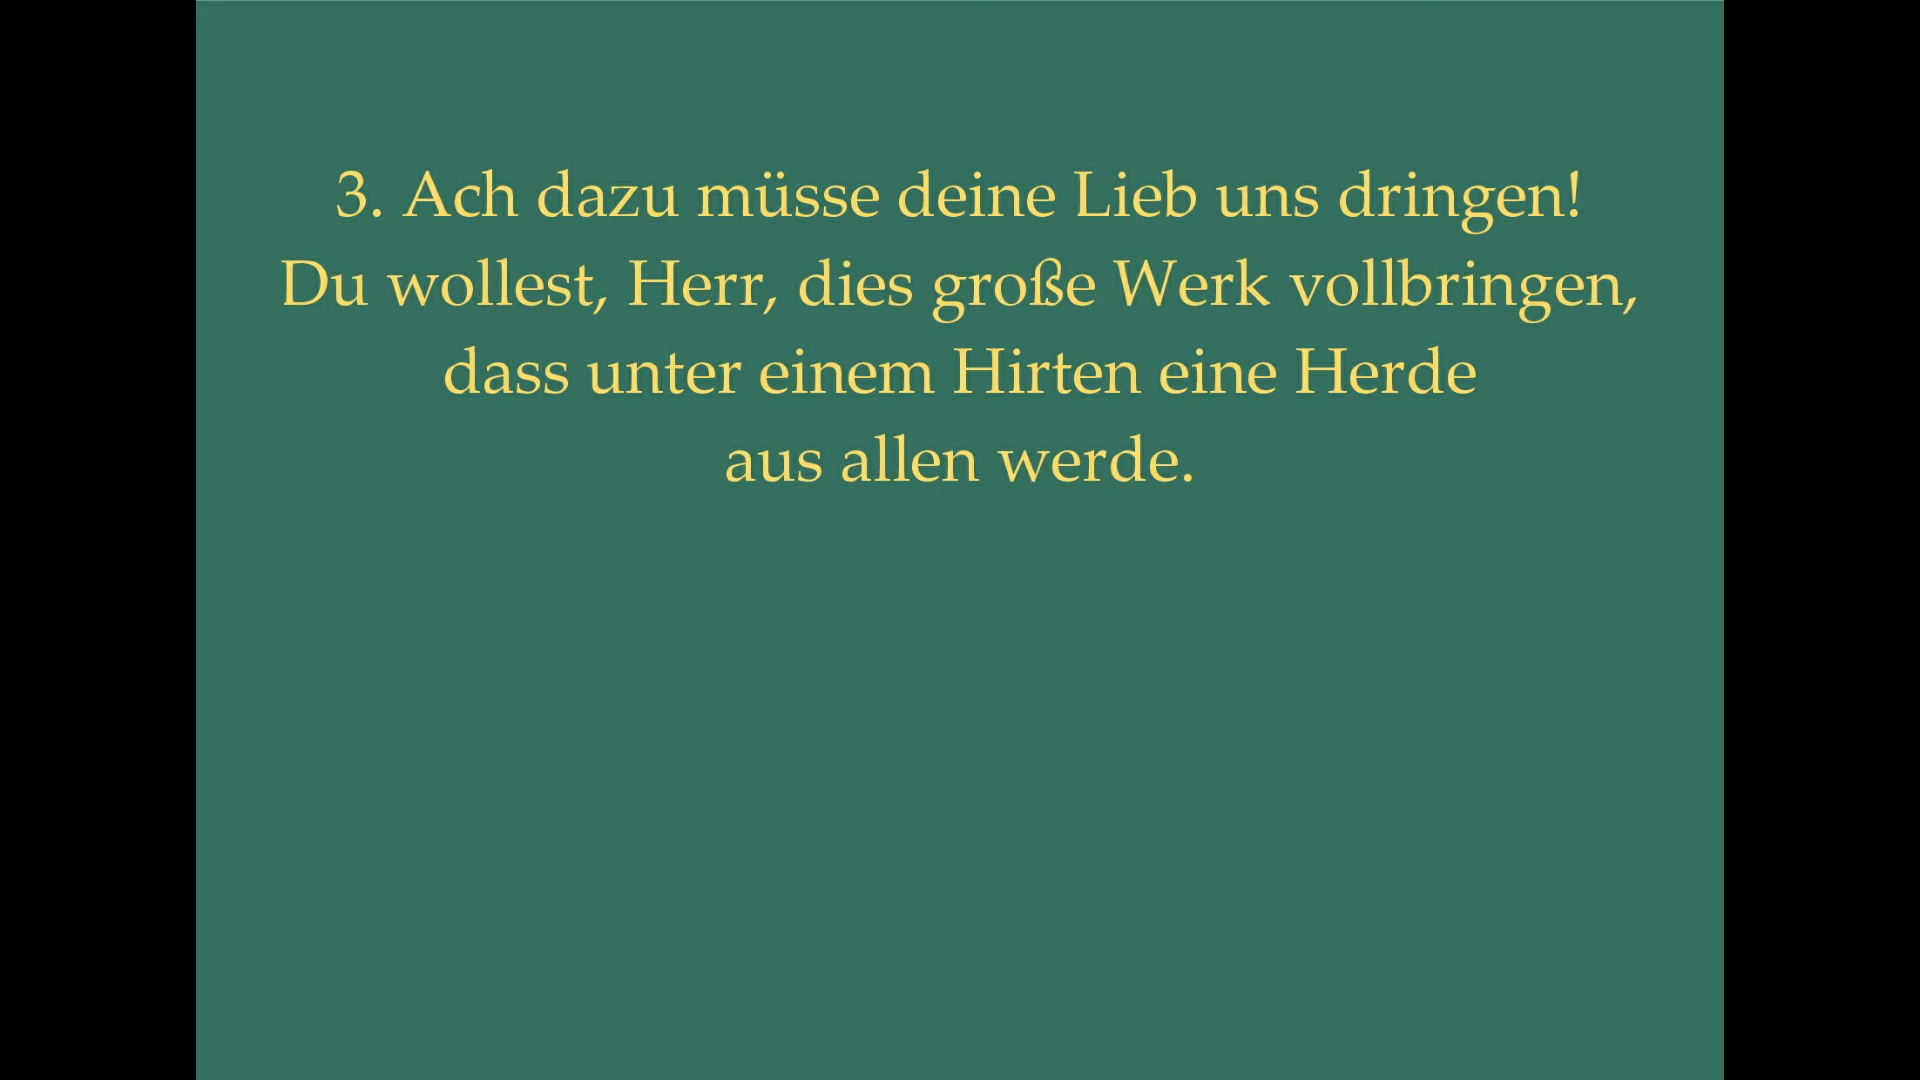 3. Ach dazu müsse deine Lieb uns dringen!
Du wollest, Herr, dies große Werk vollbringen,
dass unter einem Hirten eine Herde
aus allen werde.